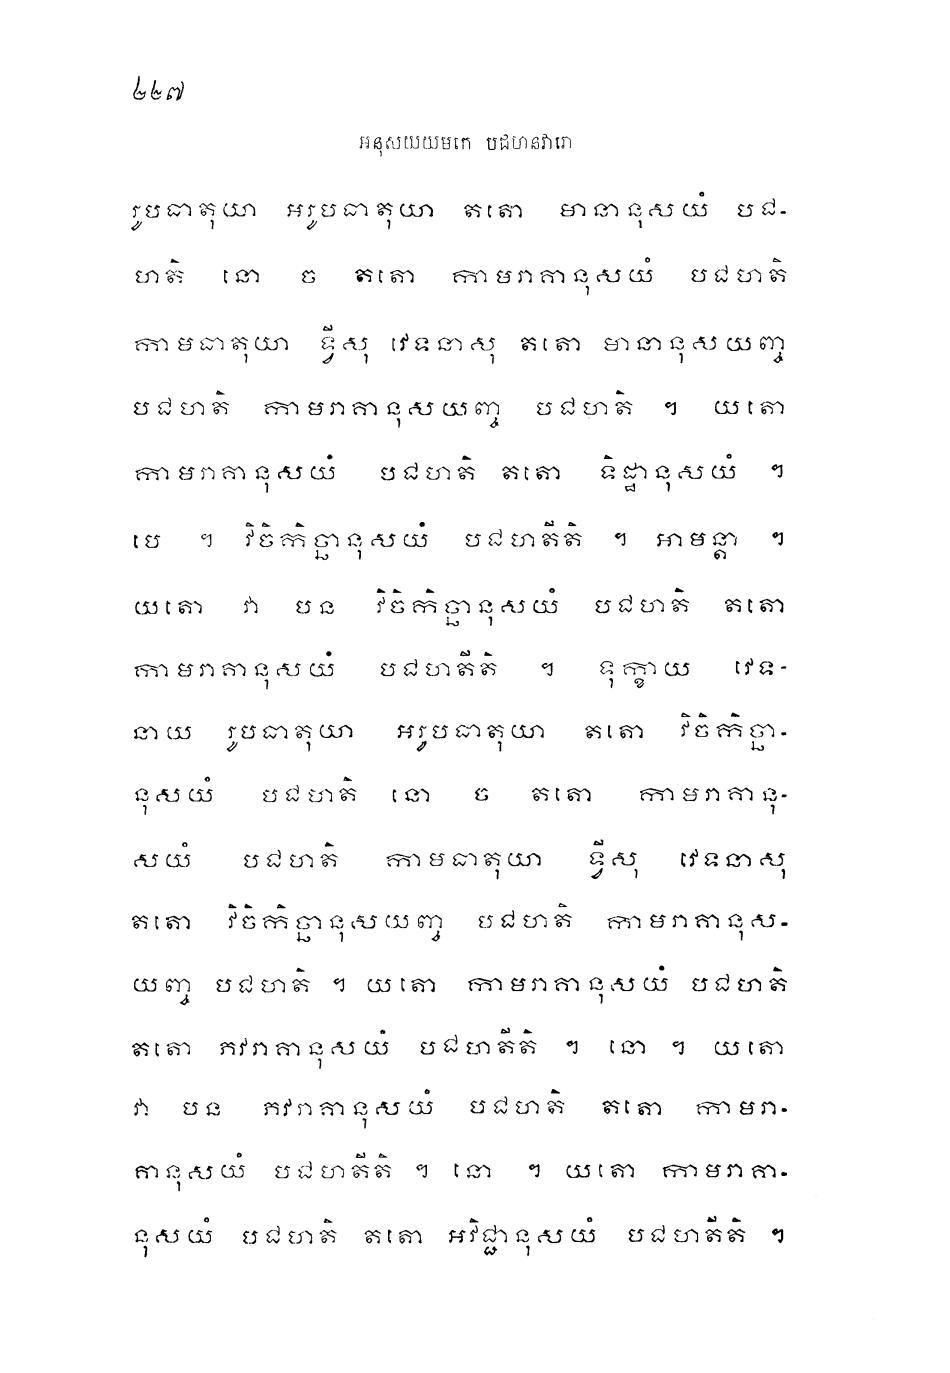 ៤៤៧
អនុសយយមកេ បជហនវារោ
រូបធាតុយា អរូបធាតុយា តតោ មានានុសយំ បជ-
ហតិ នោ ច តតោ កាមរាគានុសយំ បជហតិ
កាមធាតុយា ទ្វីសុ វេទនាសុ តតោ មានានុសយញ្ច
បជហតិ កាមរាគានុសយញ្ច បជហតិ ។ យតោ
កាមរាគានុសយំ បជហតិ តតោ ទិដ្ឋានុសយំ ។
បេ ។ វិចិកិច្ឆានុសយំ បជហតីតិ ។ អាមន្តា ។
យតោ វា បន វិចិកិច្ឆានុសយំ បជហតិ តតោ
កាមរាគានុសយំ បជហតីតិ ។ ទុក្ខាយ វេទ-
នាយ រូបធាតុយា អរូបធាតុយា តតោ វិចិកិច្ឆា-
នុសយំ បជហតិ នោ ច តតោ កាមរាគានុ-
សយំ បជហតិ កាមធាតុយា ទ្វីសុ វេទនាសុ
តតោ វិចិកិច្ឆានុសយញ្ច បជហតិ កាមរាគានុស-
យញ្ច បជហតិ ។ យតោ កាមរាគានុសយំ បជហតិ
តតោ ភវរាគានុសយំ បជហតីតិ ។ នោ ។ យតោ
វា បន ភវរាគានុសយំ បជហតិ តតោ កាមរា-
គានុសយំ បជហតីតិ ។ នោ ។ យតោ កាមរាគា-
នុសយំ បជហតិ តតោ អវិជ្ជានុសយំ បជហតីតិ ។